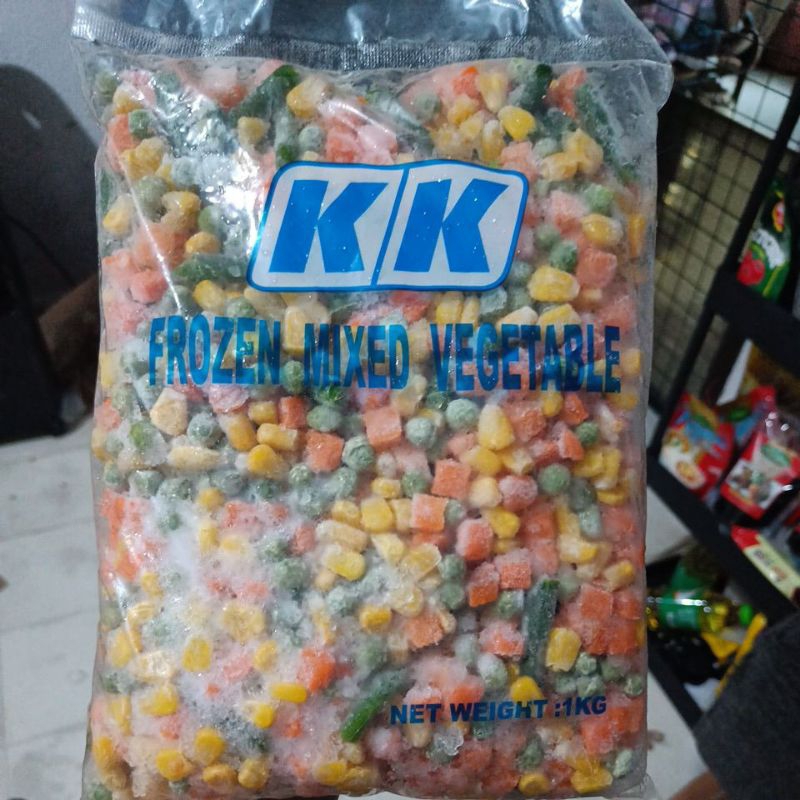 KK
FROZEN MIXED VEGETABLE
NET WEIGHT :1KG